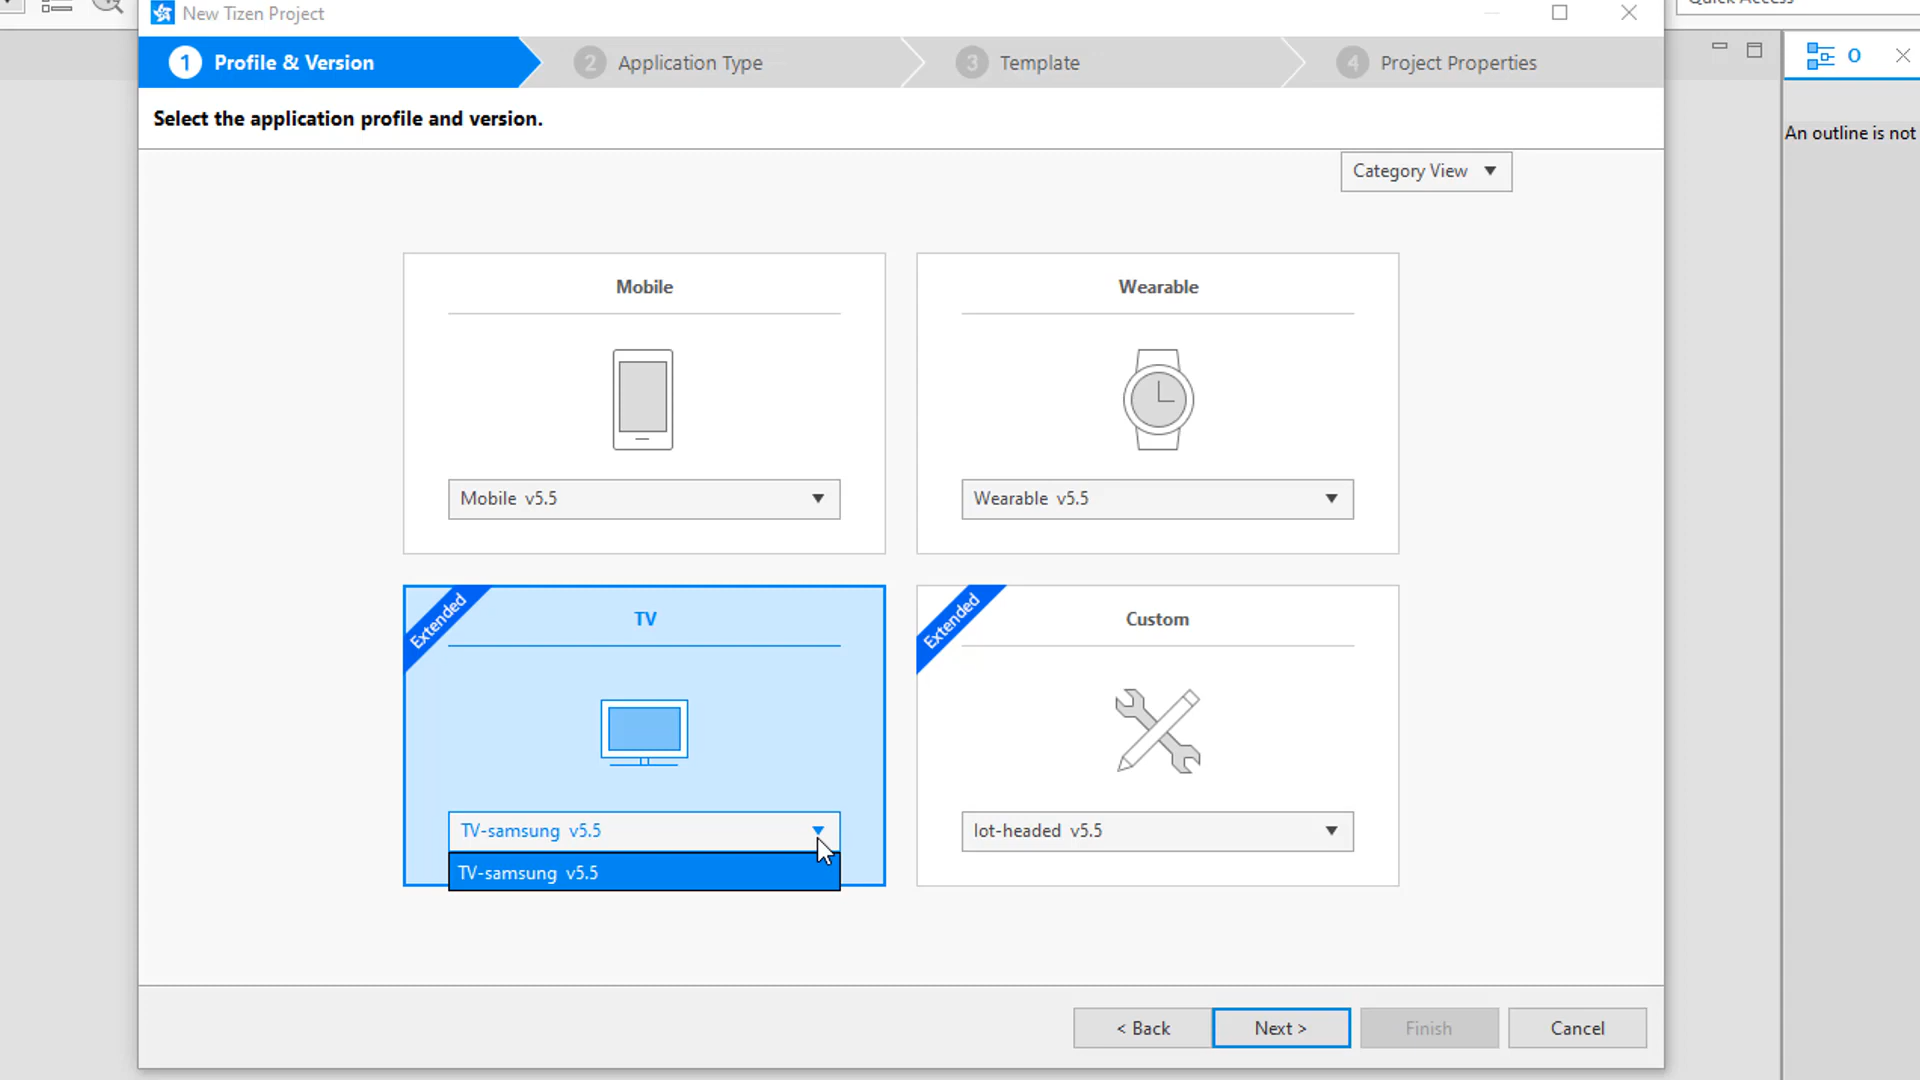 New Tizen Project
1 Profile & Version
2 Application Type
3 Template
4 Project Properties
O
Select the application profile and version.
An outline is not
Category View
Mobile
Wearable
Mobile v5.5
Wearable v5.5
Extended
TV
Extended
Custom
TV-samsung v5.5
Iot-headed v5.5
TV-samsung v5.5
< Back
Next >
Finish
Cancel